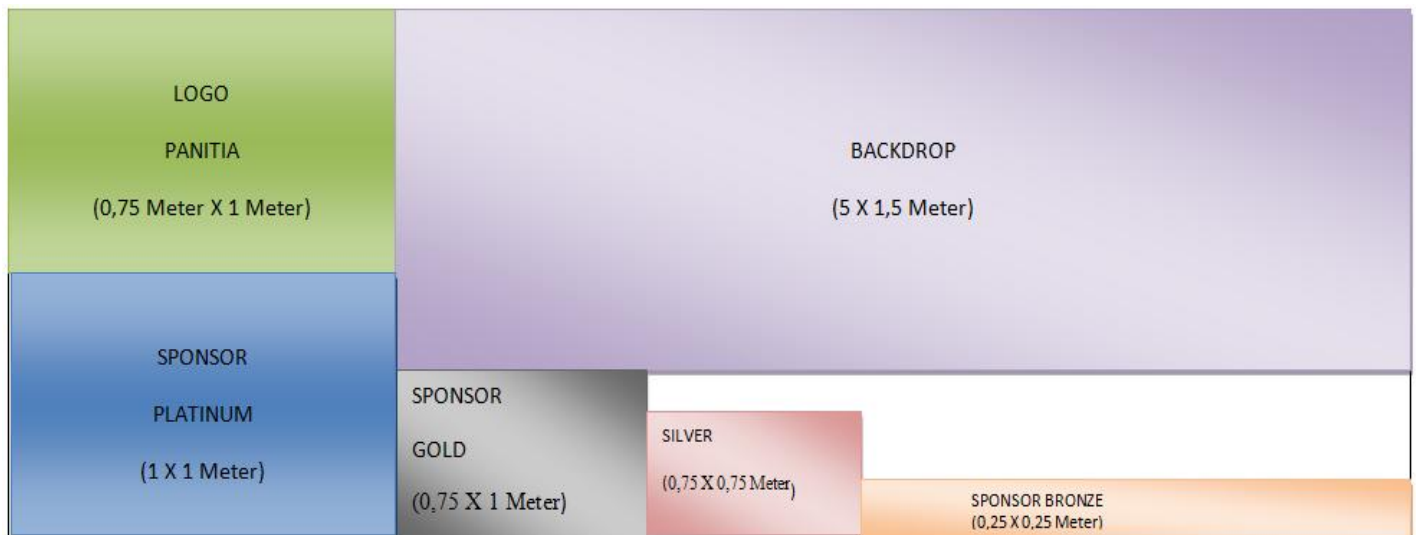 LOGO
PANITIA
(0,75 Meter X 1 Meter)
BACKDROP
(5 X 1,5 Meter)
SPONSOR
PLATINUM
(1 X 1 Meter)
SPONSOR
GOLD
(0,75 X 1 Meter)
SILVER
(0,75 X 0,75 Meter)
SPONSOR BRONZE
(0,25 X 0,25 Meter)